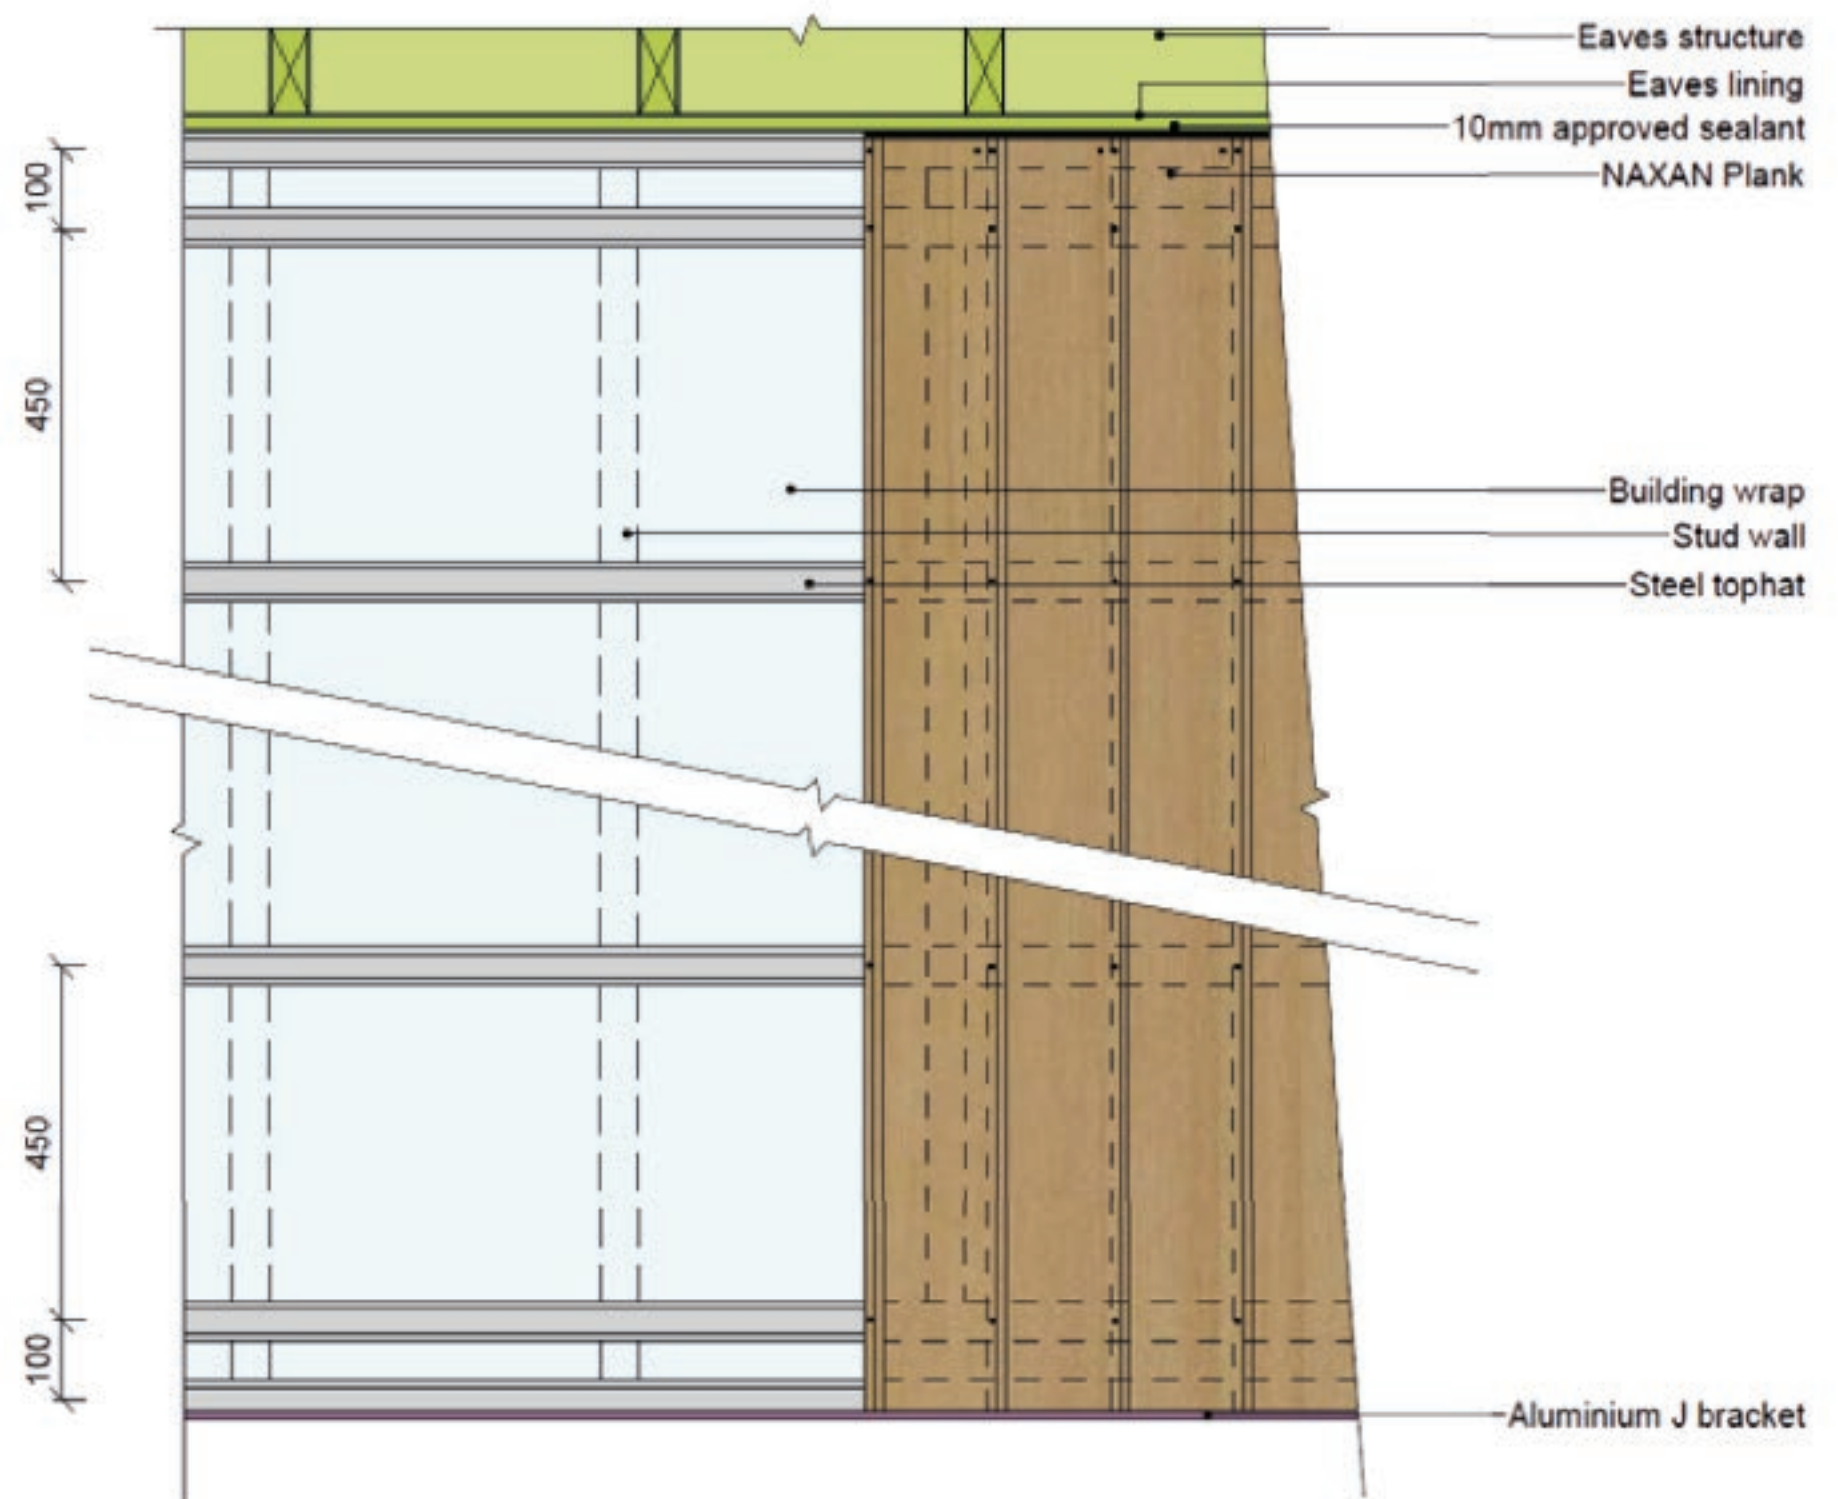 Eaves structure
Eaves lining
10mm approved sealant
NAXAN Plank
100
450
Building wrap
Stud wall
Steel tophat
450
100
Aluminium J bracket